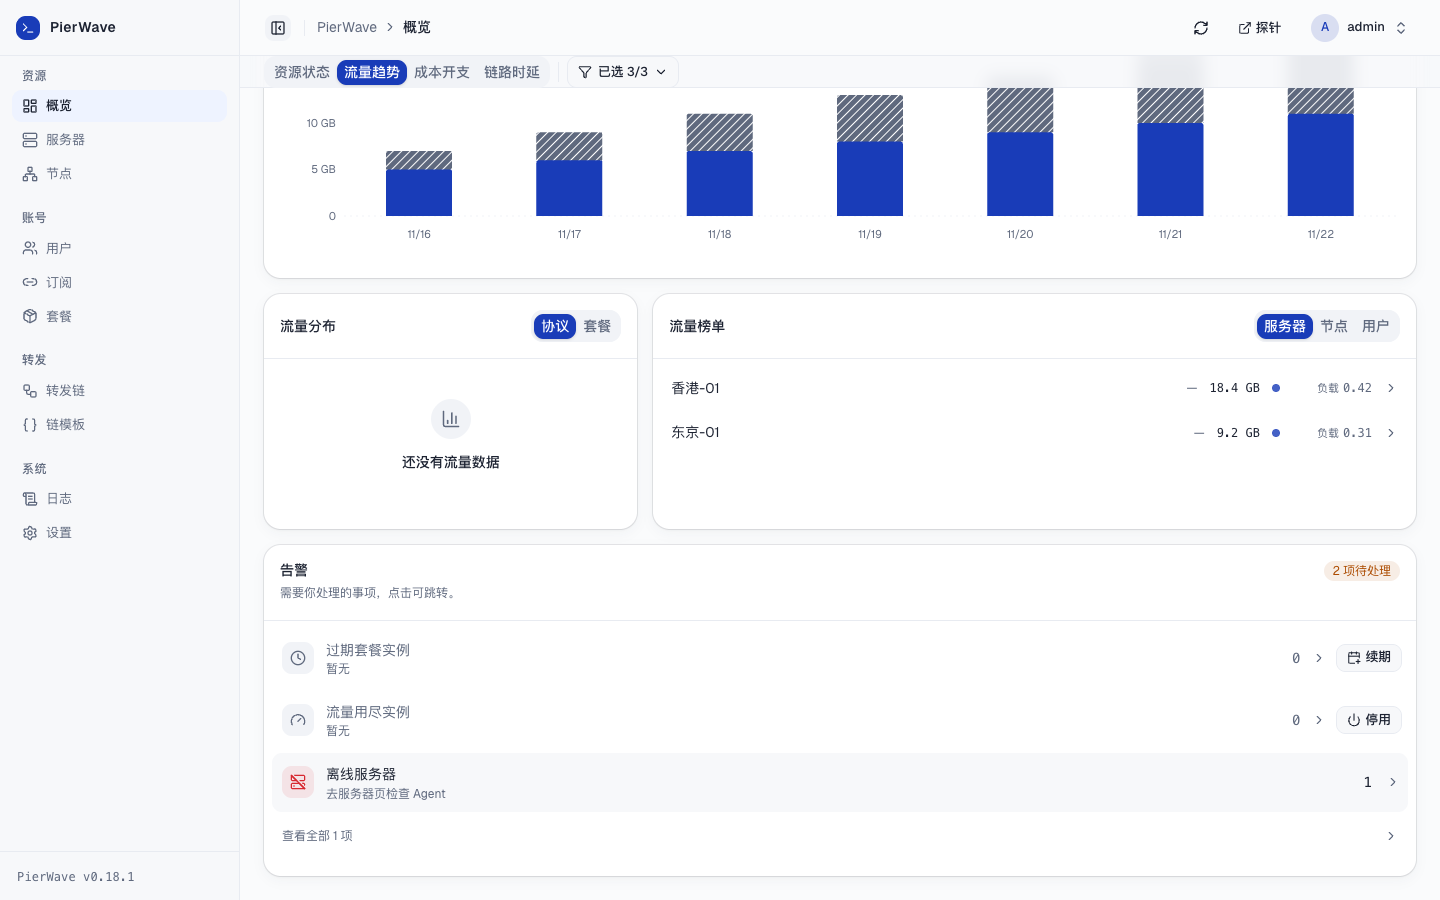 PierWave
PierWave > 概览
探针
A admin
资源
概览
服务器
节点
账号
用户
订阅
套餐
转发
转发链
链模板
系统
日志
设置
PierWave v0.18.1
资源状态 流量趋势 成本开支 链路时延 已选 3/3
10 GB
5 GB
0
11/16 11/17 11/18 11/19 11/20 11/21 11/22
流量分布 协议 套餐
还没有流量数据
流量榜单 服务器 节点 用户
香港-01 — 18.4 GB 负载 0.42
东京-01 — 9.2 GB 负载 0.31
告警 2 项待处理
需要你处理的事项，点击可跳转。
过期套餐实例
暂无
0 续期
流量用尽实例
暂无
0 停用
离线服务器
去服务器页检查 Agent
1
查看全部 1 项